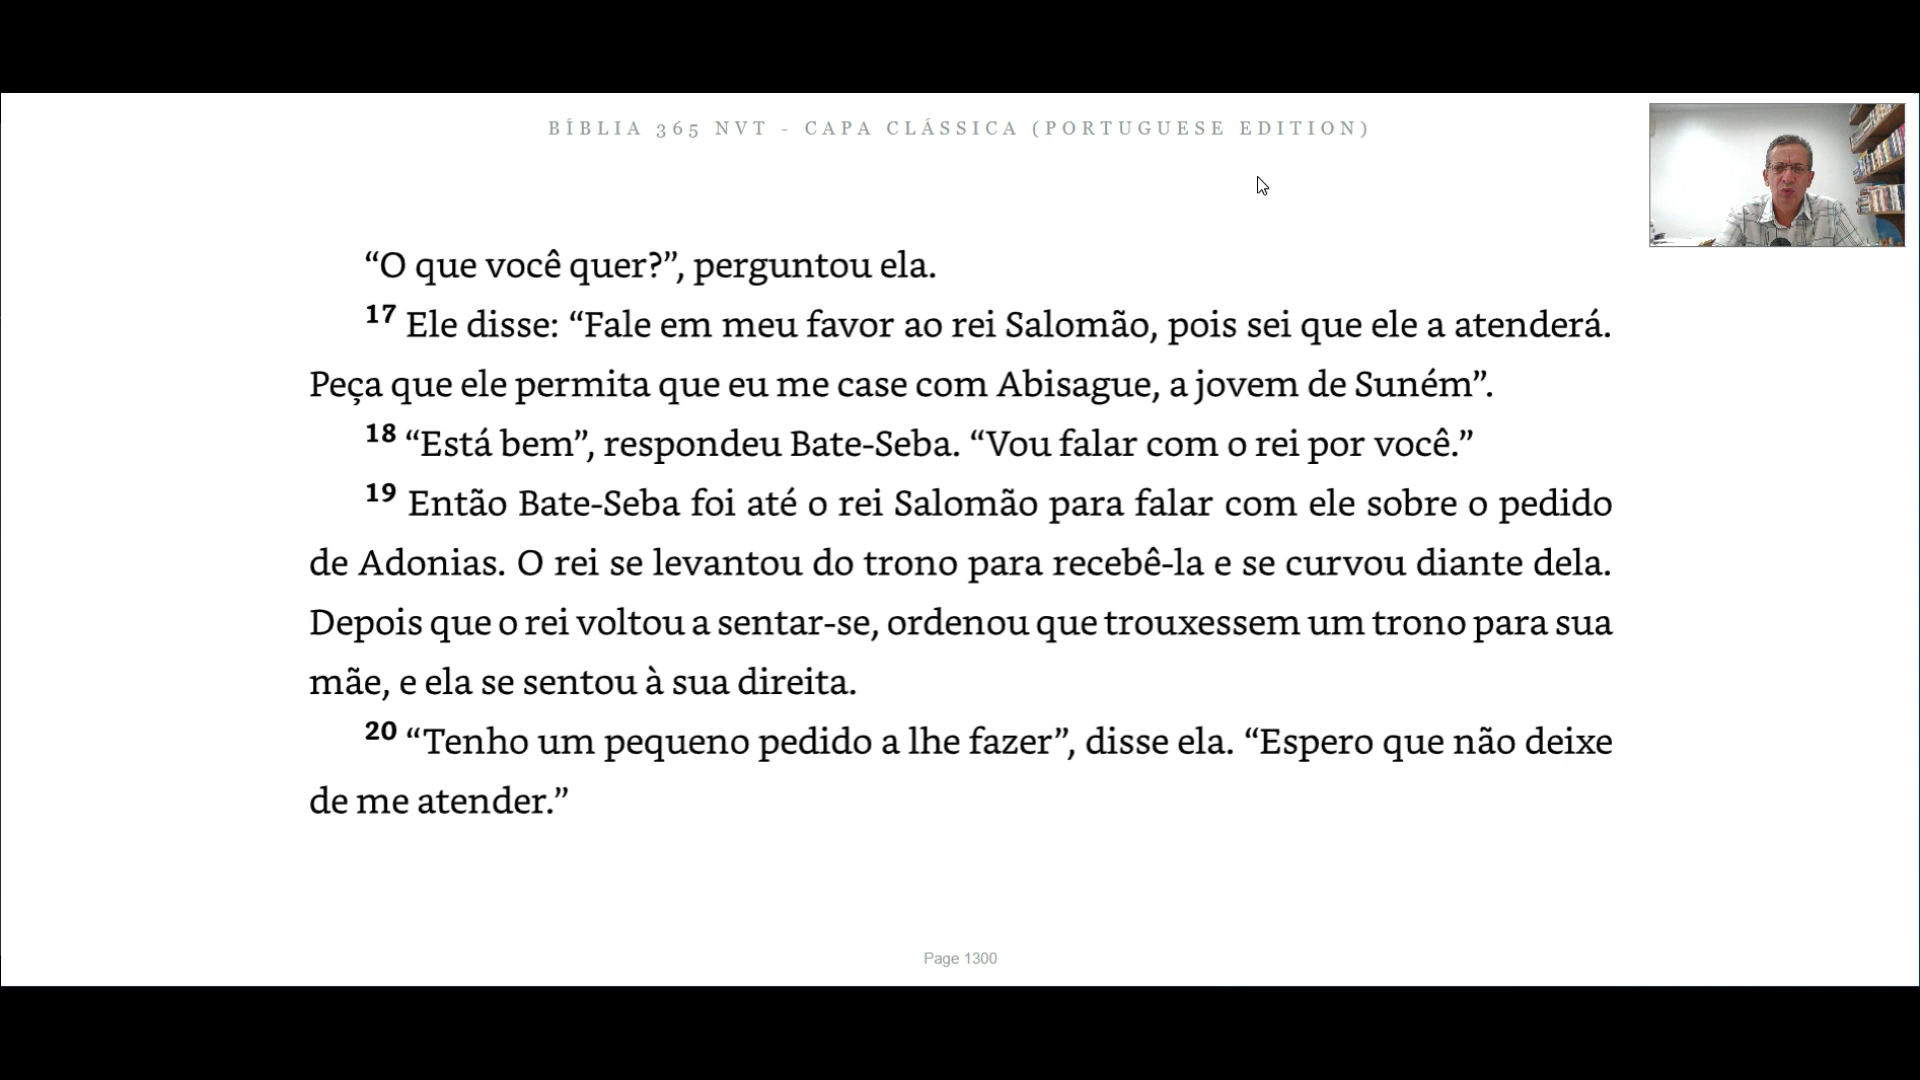 BÍBLIA 365 NVT - CAPA CLÁSSICA (PORTUGUESE EDITION)
“O que você quer?”, perguntou ela.
17 Ele disse: “Fale em meu favor ao rei Salomão, pois sei que ele a atenderá.
Peça que ele permita que eu me case com Abisague, a jovem de Suném”.
18 “Está bem”, respondeu Bate-Seba. “Vou falar com o rei por você.”
19 Então Bate-Seba foi até o rei Salomão para falar com ele sobre o pedido
de Adonias. O rei se levantou do trono para recebê-la e se curvou diante dela.
Depois que o rei voltou a sentar-se, ordenou que trouxessem um trono para sua
mãe, e ela se sentou à sua direita.
20 “Tenho um pequeno pedido a lhe fazer”, disse ela. “Espero que não deixe
de me atender.”
Page 1300